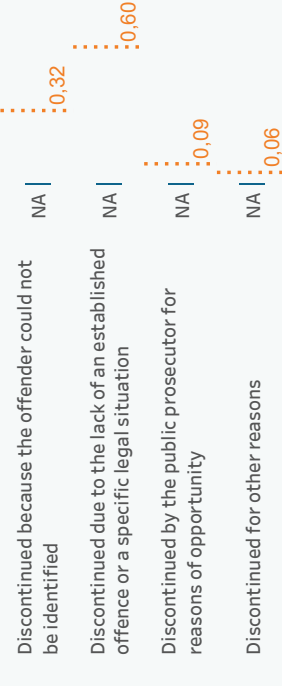 0,32
0,60
0,09
0,06
NA
NA
NA
NA
Discontinued because the offender could not
be identified
Discontinued due to the lack of an established
offence or a specific legal situation
Discontinued by the public prosecutor for
reasons of opportunity
Discontinued for other reasons